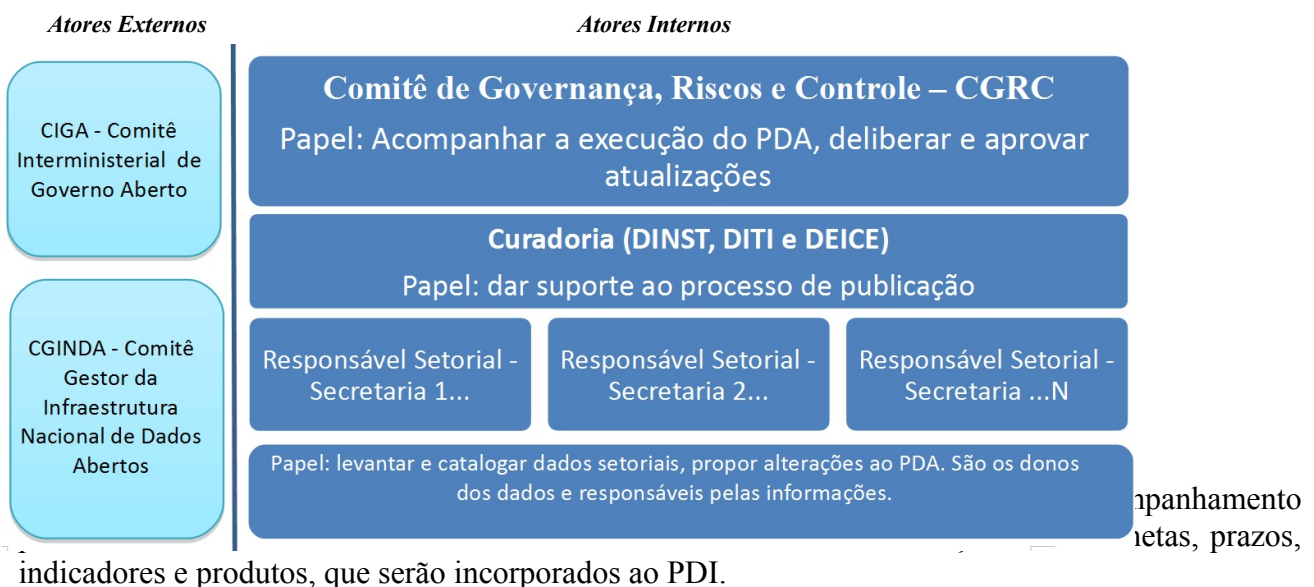 Atores Externos
Atores Internos
CIGA - Comitê
Interministerial de
Governo Aberto
CGINDA - Comitê
Gestor da
Infraestrutura
Nacional de Dados
Abertos
Comitê de Governança, Riscos e Controle – CGRC
Papel: Acompanhar a execução do PDA, deliberar e aprovar
atualizações
Curadoria (DINST, DITI e DEICE)
Papel: dar suporte ao processo de publicação
Responsável Setorial -
Secretaria 1...
Responsável Setorial -
Secretaria 2...
Responsável Setorial -
Secretaria ...N
Papel: levantar e catalogar dados setoriais, propor alterações ao PDA. São os donos
dos dados e responsáveis pelas informações.
prazos,
indicadores e produtos, que serão incorporados ao PDI.